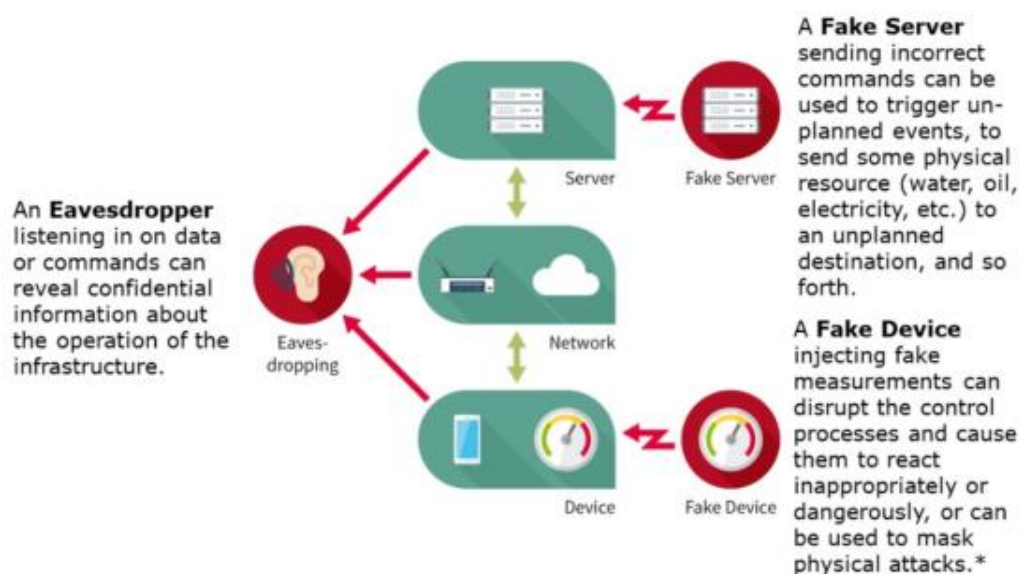 An Eavesdropper
listening in on data
or commands can
reveal confidential
information about
the operation of the
infrastructure.
Eaves-
dropping
Server
Network
Device
Fake Server
Fake Device
A Fake Server
sending incorrect
commands can be
used to trigger un-
planned events, to
send some physical
resource (water, oil,
electricity, etc.) to
an unplanned
destination, and so
forth.
A Fake Device
injecting fake
measurements can
disrupt the control
processes and cause
them to react
inappropriately or
dangerously, or can
be used to mask
physical attacks.*